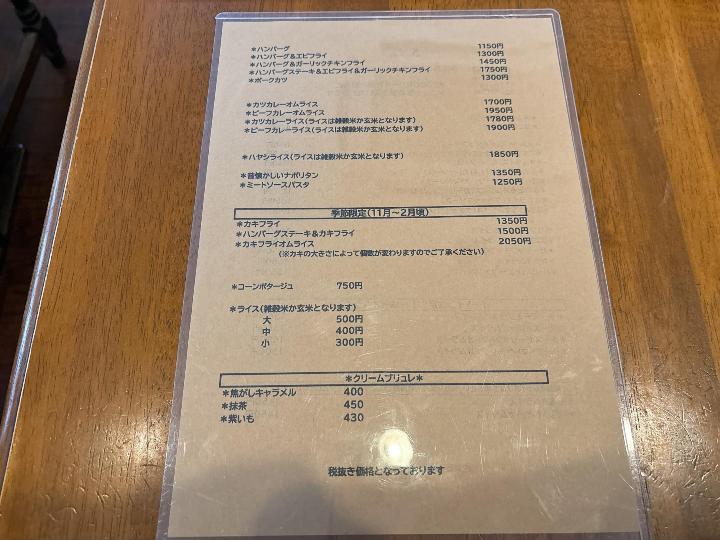 *ハンバーグ 1150円
*ハンバーグ&エビフライ 1300円
*ハンバーグ&ガーリックチキンフライ 1450円
*ハンバーグステーキ&エビフライ&ガーリックチキンフライ 1750円
*ポークカツ 1300円
*カツカレーオムライス 1700円
*ビーフカレーオムライス 1950円
*カツカレーライス(ライスは雑穀米か玄米となります) 1780円
*ビーフカレーライス(ライスは雑穀米か玄米となります) 1900円
*ハヤシライス(ライスは雑穀米か玄米となります) 1850円
*昔懐かしいナポリタン 1350円
*ミートソースパスタ 1250円
季節限定(11月~2月頃)
*カキフライ 1350円
*ハンバーグステーキ&カキフライ 1500円
*カキフライオムライス 2050円
(※カキの大きさによって個数が変わりますのでご了承ください)
*コーンポタージュ 750円
*ライス(雑穀米か玄米となります)
大 500円
中 400円
小 300円
*クリームブリュレ*
*焦がしキャラメル 400
*抹茶 450
*紫いも 430
税抜き価格となっております